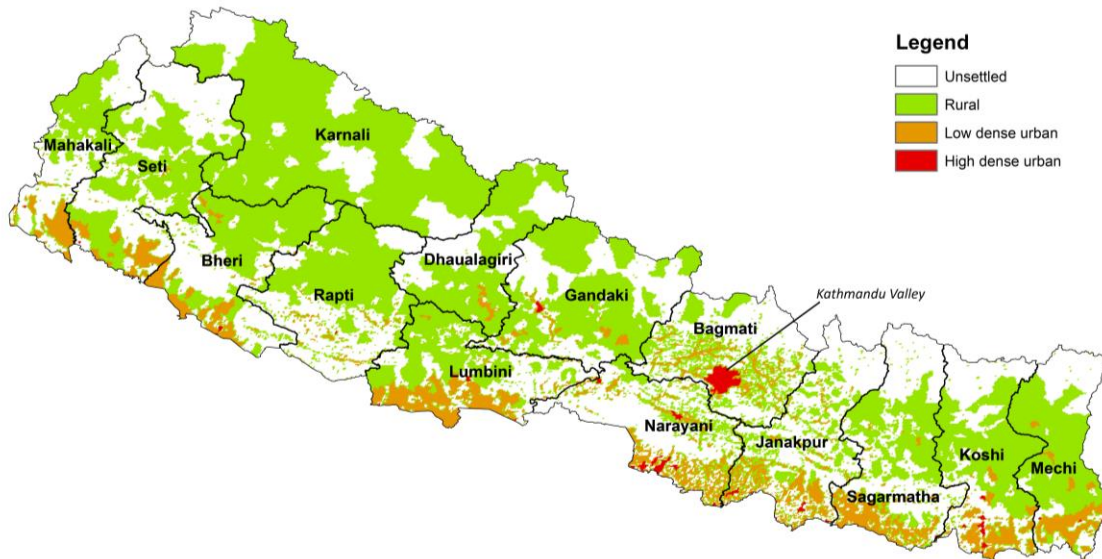 Legend
Unsettled
Rural
Low dense urban
High dense urban
Karnali
Mahakali
Seti
Bheri
Dhaualagiri
Rapti
Gandaki
Kathmandu Valley
Bagmati
Lumbini
Narayani
Janakpur
Koshi
Mechi
Sagarmatha